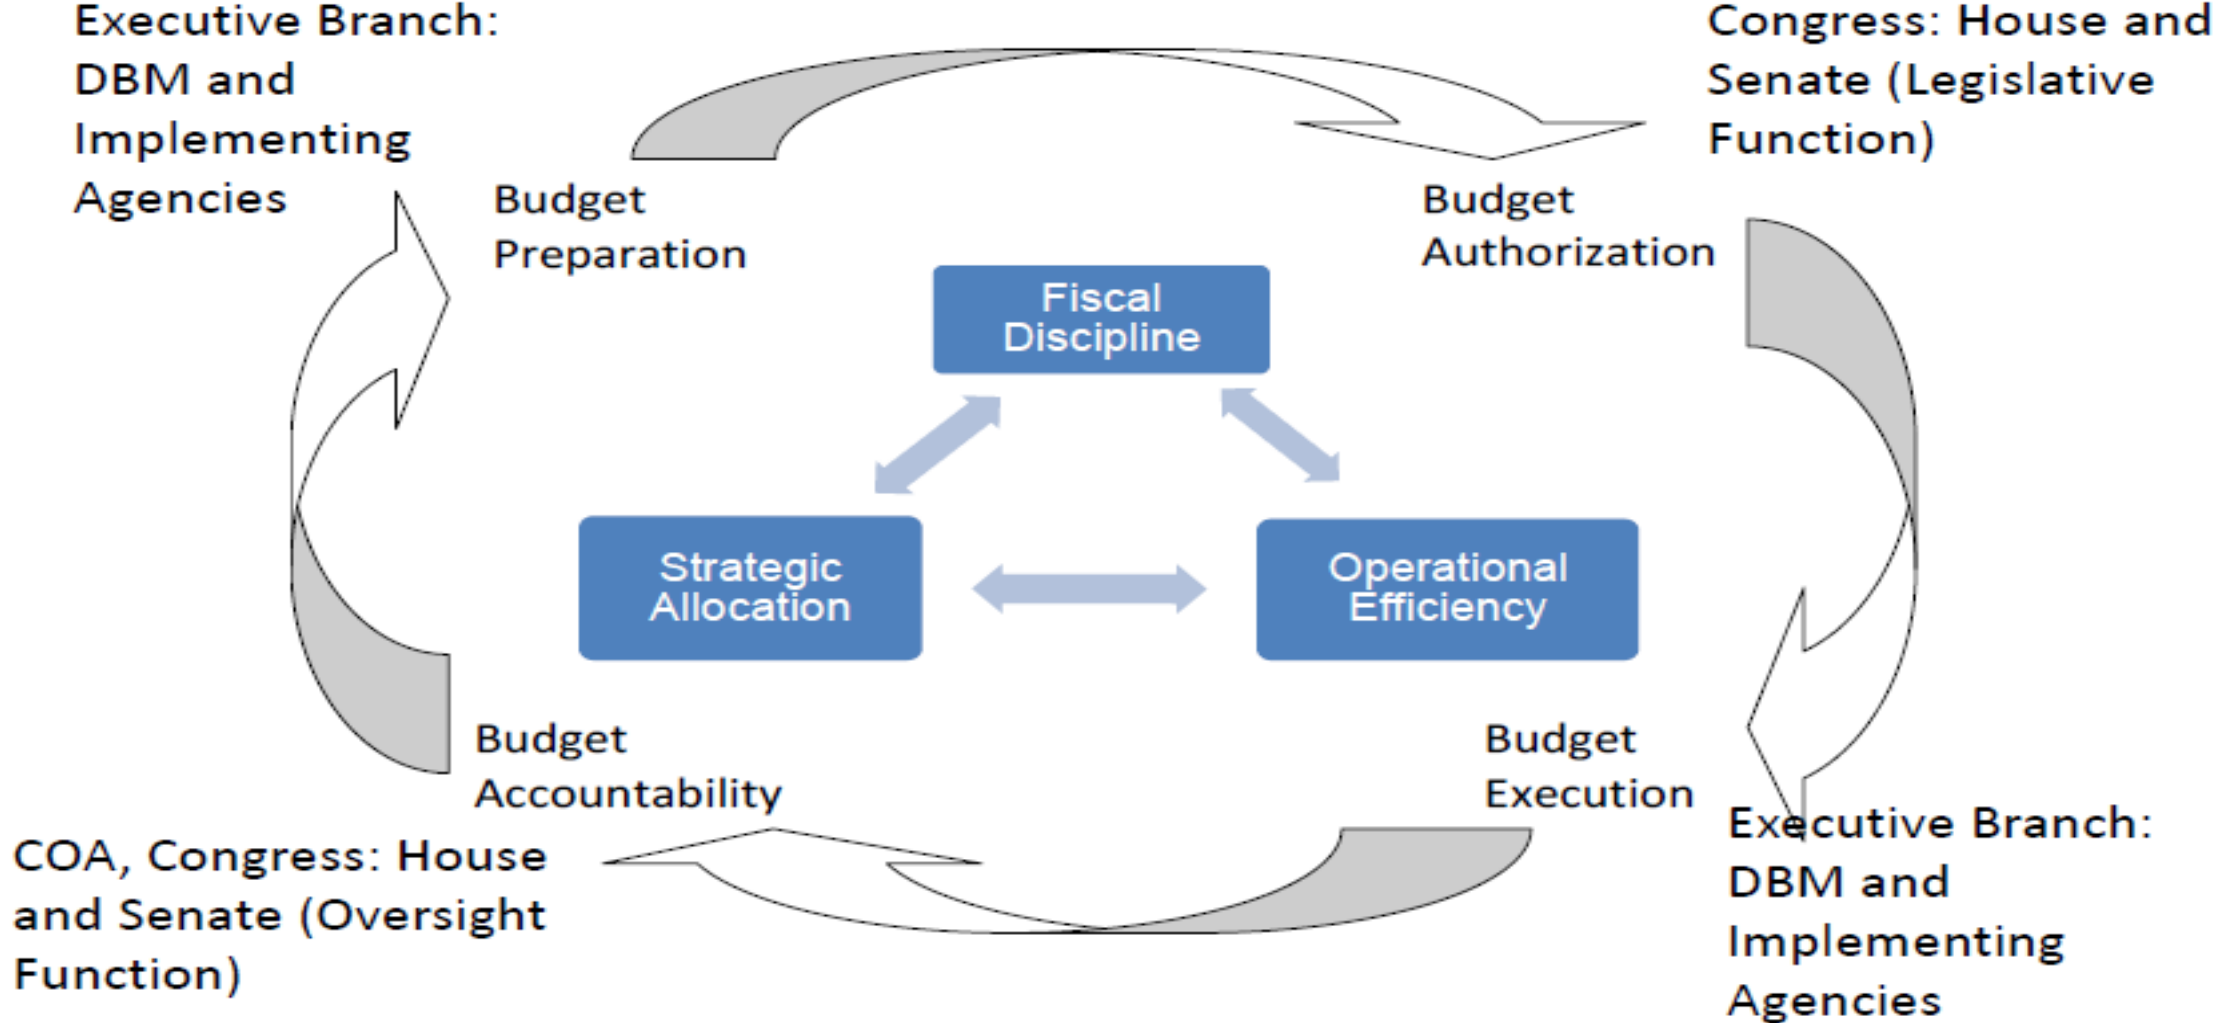 Executive Branch:
DBM and
Implementing
Agencies
Congress: House and
Senate (Legislative
Function)
Budget
Preparation
Budget
Authorization
Fiscal
Discipline
Strategic
Allocation
Operational
Efficiency
Budget
Accountability
Budget
Execution
COA, Congress: House
and Senate (Oversight
Function)
Executive Branch:
DBM and
Implementing
Agencies